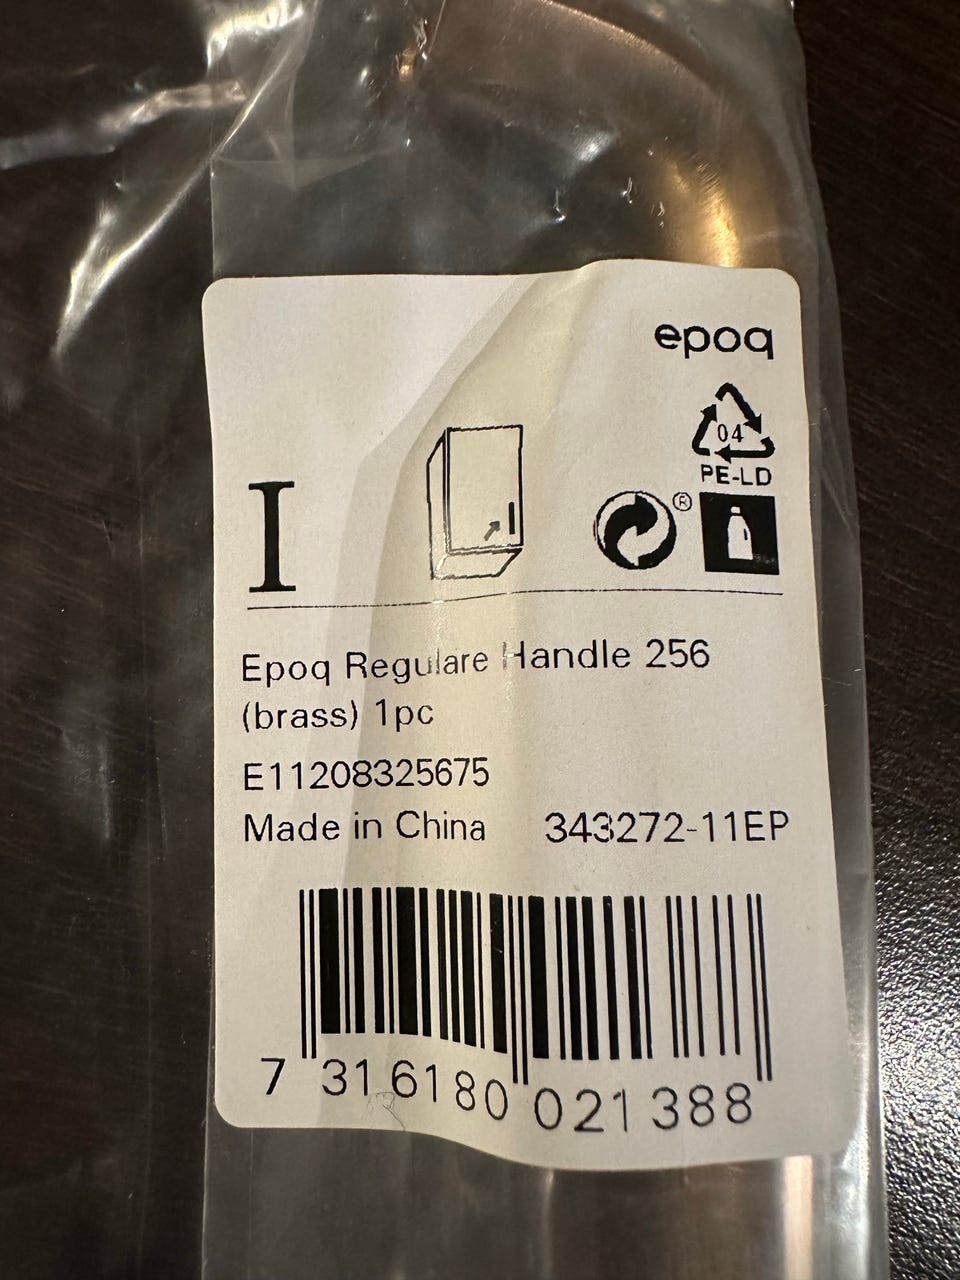 epoq
04
PE-LD
®
I
Epoq Regulare Handle 256
(brass) 1pc
E11208325675
Made in China 343272-11EP
7 316180 021388